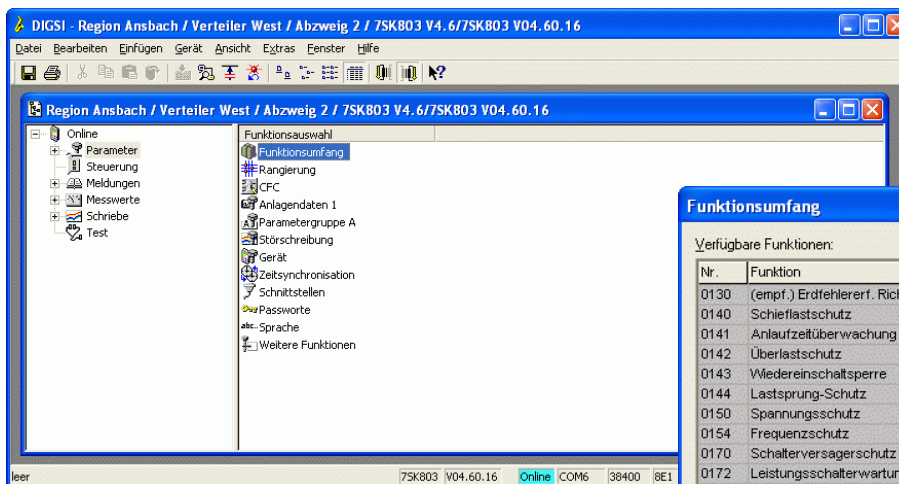 DIGSI - Region Ansbach / Verteiler West / Abzweig 2 / 7SK803 V4.6/7SK803 V04.60.16
Datei Bearbeiten Einfügen Gerät Ansicht Extras Fenster Hilfe
Region Ansbach / Verteiler West / Abzweig 2 / 7SK803 V4.6/7SK803 V04.60.16
Online
Parameter
Steuerung
Meldungen
Messwerte
Schriebe
Test
Funktionsauswahl
Funktionsumfang
Rangierung
CFC
Anlagendaten 1
Parametergruppe A
Störschreibung
Gerät
Zeitsynchronisation
Schnittstellen
Passworte
abc Sprache
Weitere Funktionen
Funktionsumfang
Verfügbare Funktionen:
Nr. Funktion
0130 (empf.) Erdfehlererf. Rich
0140 Schieflastschutz
0141 Anlaufzeitüberwachung
0142 Überlastschutz
0143 Wiedereinschaltsperre
0144 Lastsprung-Schutz
0150 Spannungsschutz
0154 Frequenzschutz
0170 Schalterversagerschutz
0172 Leistungsschalterwartun
leer 7SK803 V04.60.16 Online COM6 38400 8E1